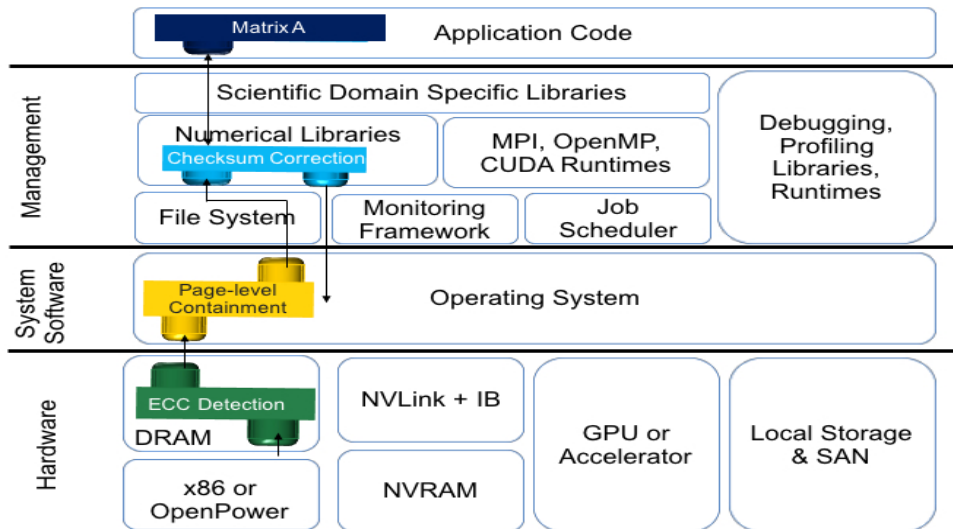 Matrix A
Application Code
Management
Scientific Domain Specific Libraries
Numerical Libraries
Checksum Correction
MPI, OpenMP,
CUDA Runtimes
Debugging,
Profiling
Libraries,
Runtimes
File System
Monitoring
Framework
Job
Scheduler
System
Software
Page-level
Containment
Operating System
Hardware
ECC Detection
DRAM
NVLink + IB
GPU or
Accelerator
Local Storage
& SAN
x86 or
OpenPower
NVRAM